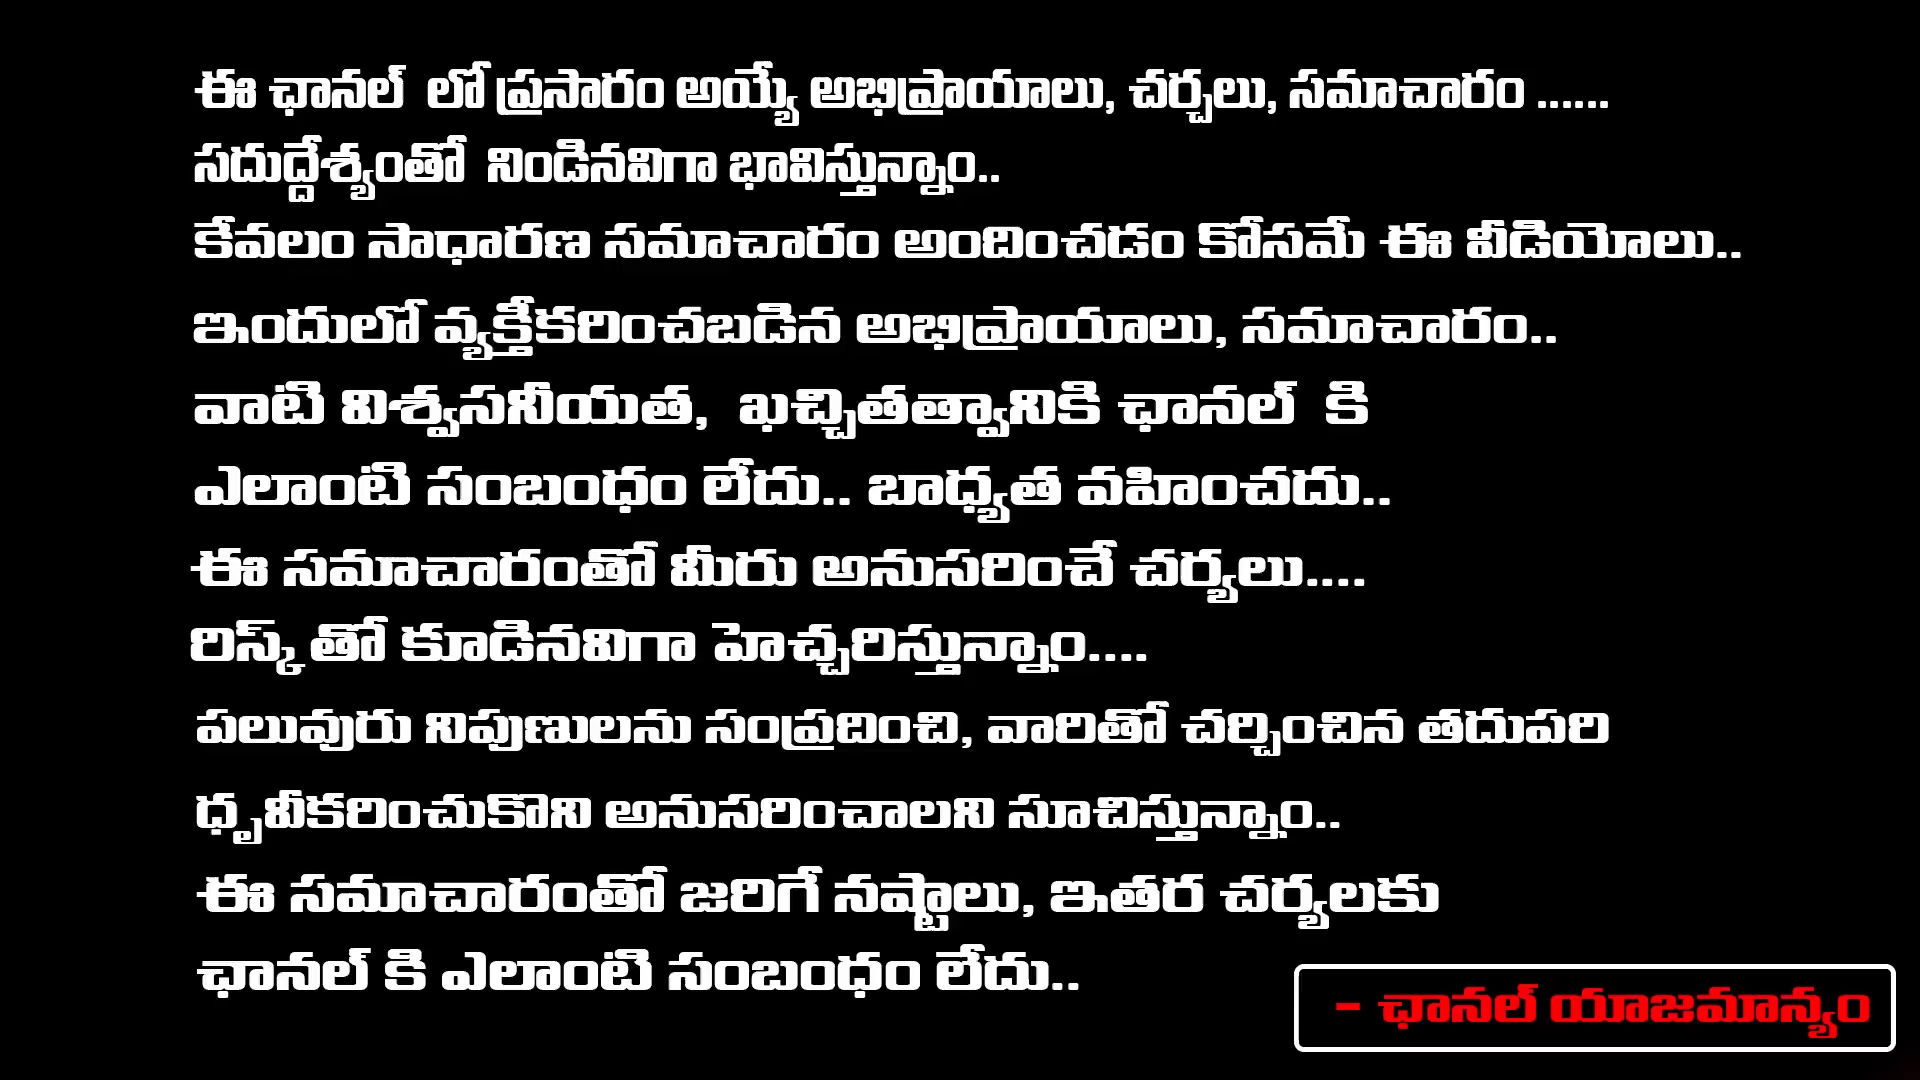 ఈ ఛానల్ లో ప్రసారం అయ్యే అభిప్రాయాలు, చర్చలు, సమాచారం ......
సదుద్దేశ్యంతో నిండినవిగా భావిస్తున్నాం..
కేవలం సాధారణ సమాచారం అందించడం కోసమే ఈ వీడియోలు..
ఇందులో వ్యక్తీకరించబడిన అభిప్రాయాలు, సమాచారం..
వాటి విశ్వసనీయత, ఖచ్చితత్వానికి ఛానల్ కి
ఎలాంటి సంబంధం లేదు.. బాధ్యత వహించదు..
ఈ సమాచారంతో మీరు అనుసరించే చర్యలు....
రిస్క్ తో కూడినవిగా హెచ్చరిస్తున్నాం....
పలువురు నిపుణులను సంప్రదించి, వారితో చర్చించిన తదుపరి
ధృవీకరించుకొని అనుసరించాలని సూచిస్తున్నాం..
ఈ సమాచారంతో జరిగే నష్టాలు, ఇతర చర్యలకు
ఛానల్ కి ఎలాంటి సంబంధం లేదు..
- ఛానల్ యాజమాన్యం